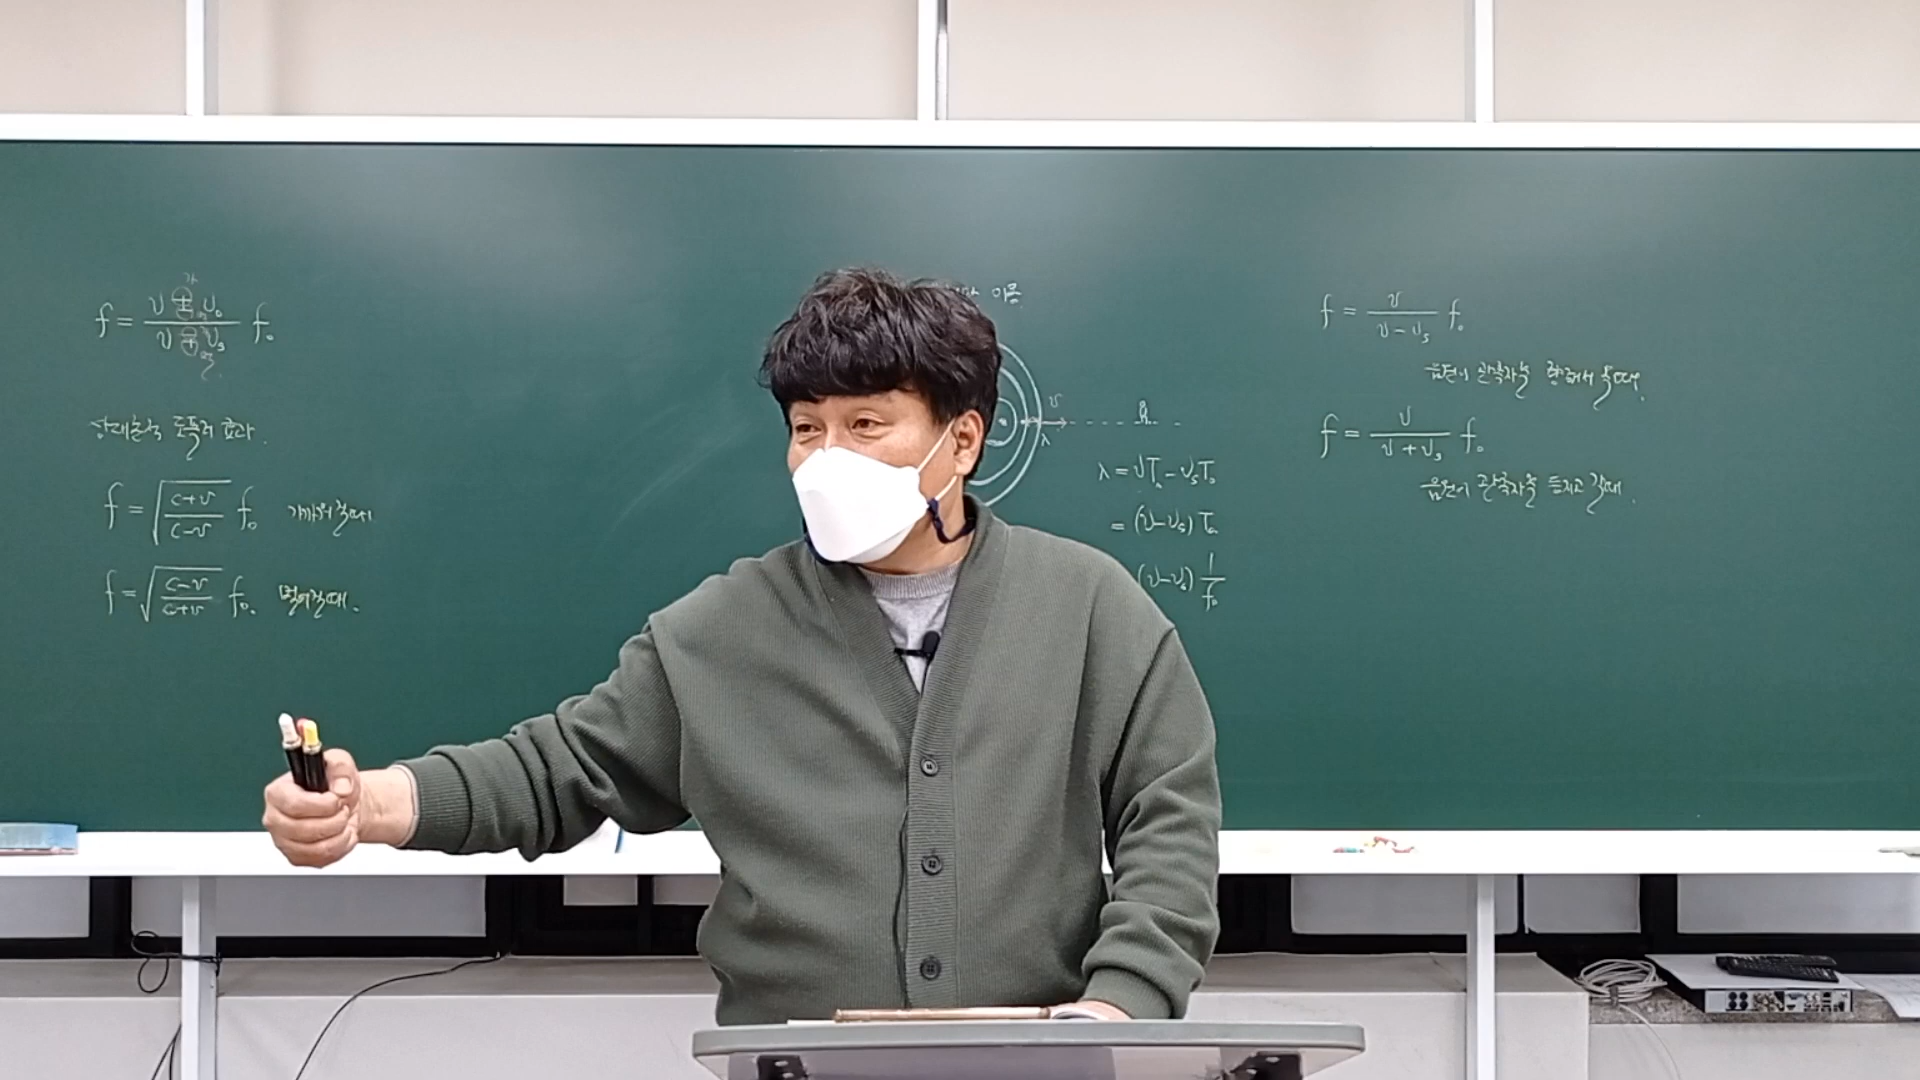 f = (v ± v₀)/(v ∓ vₛ) f₀
상대론적 도플러 효과.
f = √((c+v)/(c−v)) f₀ 가까워질때
f = √((c−v)/(c+v)) f₀. 멀어질때.
이동
v
λ
λ = vT₀ − vₛT₀
= (v−vₛ) T₀
(v−vₛ) 1/f₀
f = v/(v−vₛ) f₀
음원이 관측자를 향해서 올때.
f = v/(v+vₛ) f₀
음원이 관측자를 등지고 갈때.